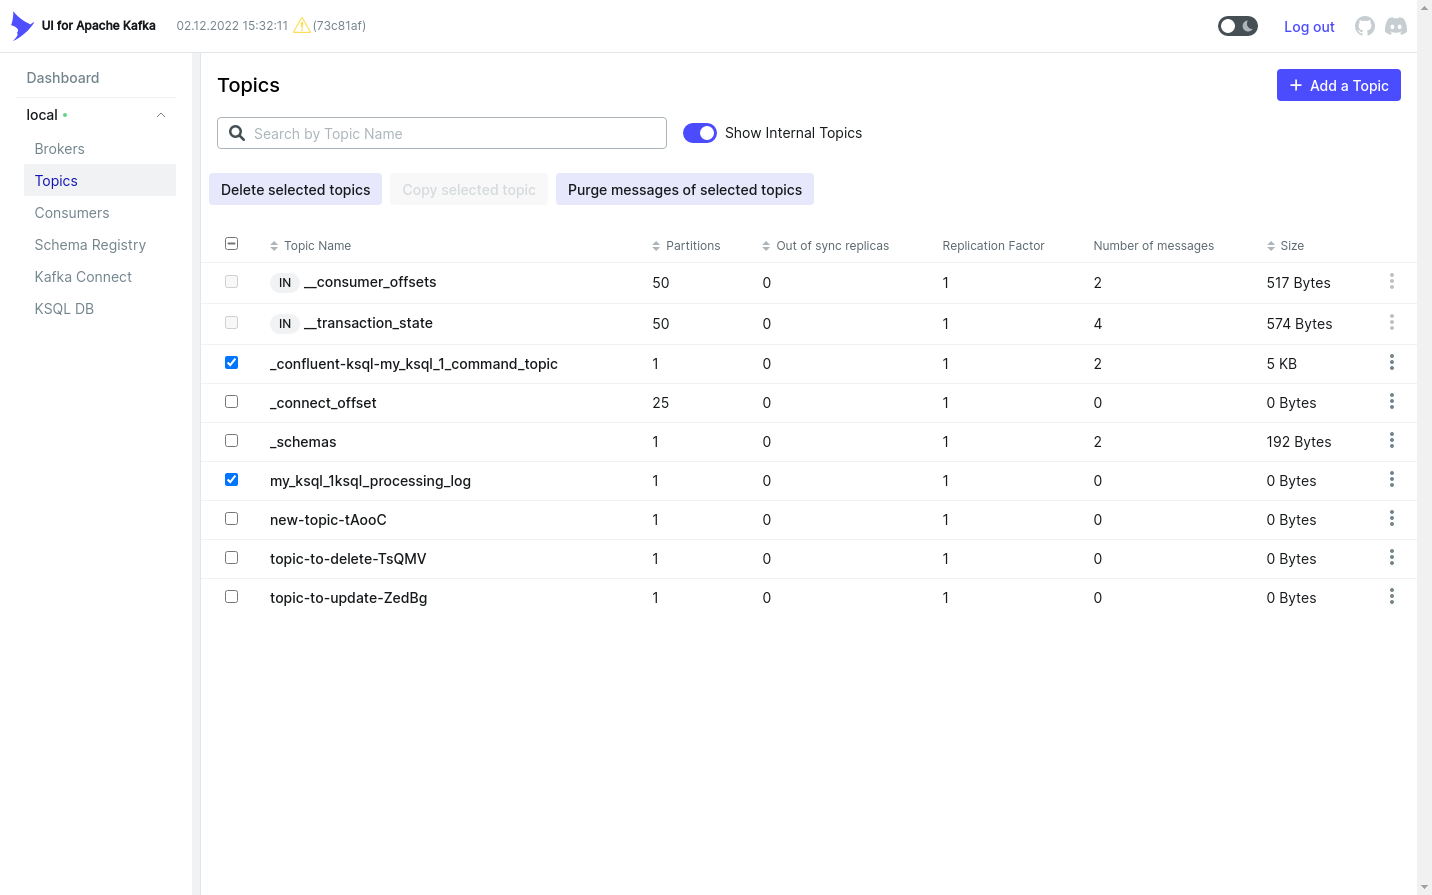 UI for Apache Kafka 02.12.2022 15:32:11 (73c81af) Log out
Dashboard
local
Brokers
Topics
Consumers
Schema Registry
Kafka Connect
KSQL DB
Topics
Add a Topic
Search by Topic Name
Show Internal Topics
Delete selected topics Copy selected topic Purge messages of selected topics
Topic Name Partitions Out of sync replicas Replication Factor Number of messages Size
IN __consumer_offsets 50 0 1 2 517 Bytes
IN __transaction_state 50 0 1 4 574 Bytes
_confluent-ksql-my_ksql_1_command_topic 1 0 1 2 5 KB
_connect_offset 25 0 1 0 0 Bytes
_schemas 1 0 1 2 192 Bytes
my_ksql_1ksql_processing_log 1 0 1 0 0 Bytes
new-topic-tAooC 1 0 1 0 0 Bytes
topic-to-delete-TsQMV 1 0 1 0 0 Bytes
topic-to-update-ZedBg 1 0 1 0 0 Bytes